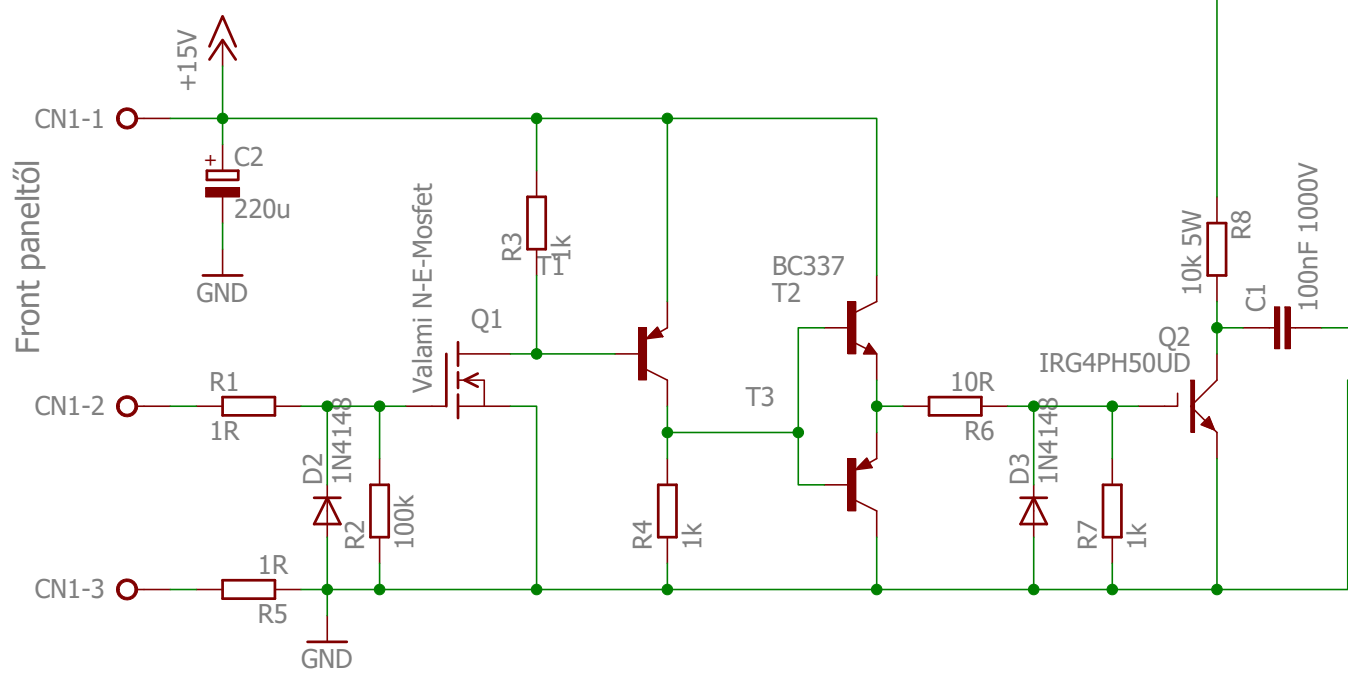 +15V
CN1-1
+
C2
220u
GND
Front paneltől
Valami N-E-Mosfet
R3
1k
T1
Q1
BC337
T2
10k 5W
R8
C1
100nF 1000V
Q2
IRG4PH50UD
CN1-2
R1
1R
D2
1N4148
R2
100k
T3
10R
R6
D3
1N4148
R4
1k
R7
1k
CN1-3
1R
R5
GND